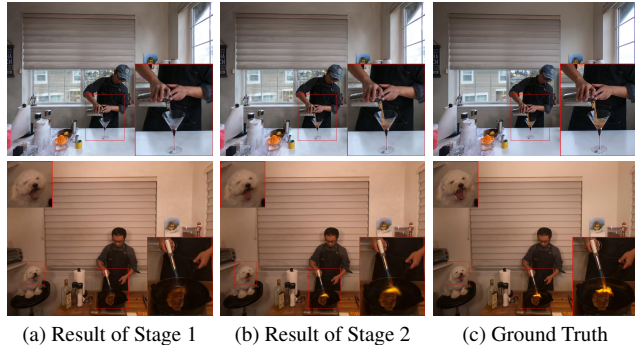 (a) Result of Stage 1
(b) Result of Stage 2
(c) Ground Truth